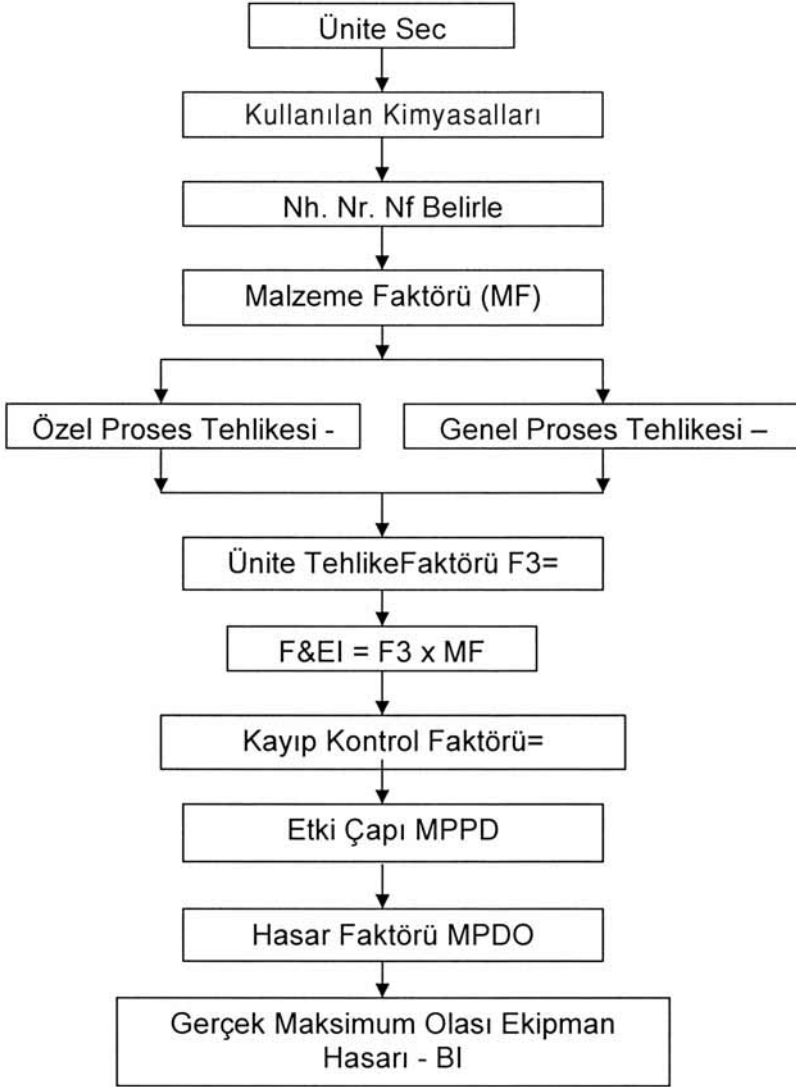 Ünite Sec
Kullanılan Kimyasalları
Nh. Nr. Nf Belirle
Malzeme Faktörü (MF)
Özel Proses Tehlikesi -
Genel Proses Tehlikesi –
Ünite TehlikeFaktörü F3=
F&EI = F3 x MF
Kayıp Kontrol Faktörü=
Etki Çapı MPPD
Hasar Faktörü MPDO
Gerçek Maksimum Olası Ekipman
Hasarı - BI